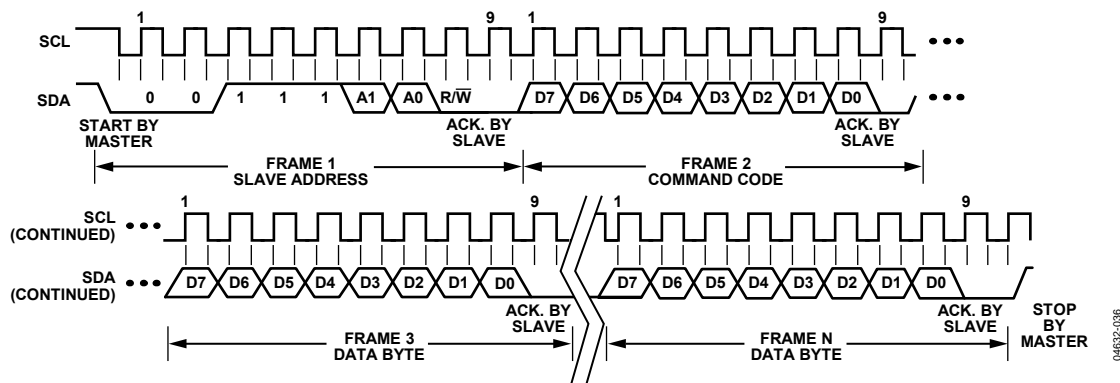 1 9 1 9
SCL
SDA 0 0 1 1 1 A1 A0 R/W̅ D7 D6 D5 D4 D3 D2 D1 D0
START BY MASTER
ACK. BY SLAVE
ACK. BY SLAVE
FRAME 1
SLAVE ADDRESS
FRAME 2
COMMAND CODE
1 9 1 9
SCL
(CONTINUED)
SDA
(CONTINUED)
D7 D6 D5 D4 D3 D2 D1 D0 D7 D6 D5 D4 D3 D2 D1 D0
ACK. BY
SLAVE
ACK. BY
SLAVE
STOP
BY
MASTER
FRAME 3
DATA BYTE
FRAME N
DATA BYTE
04632-036